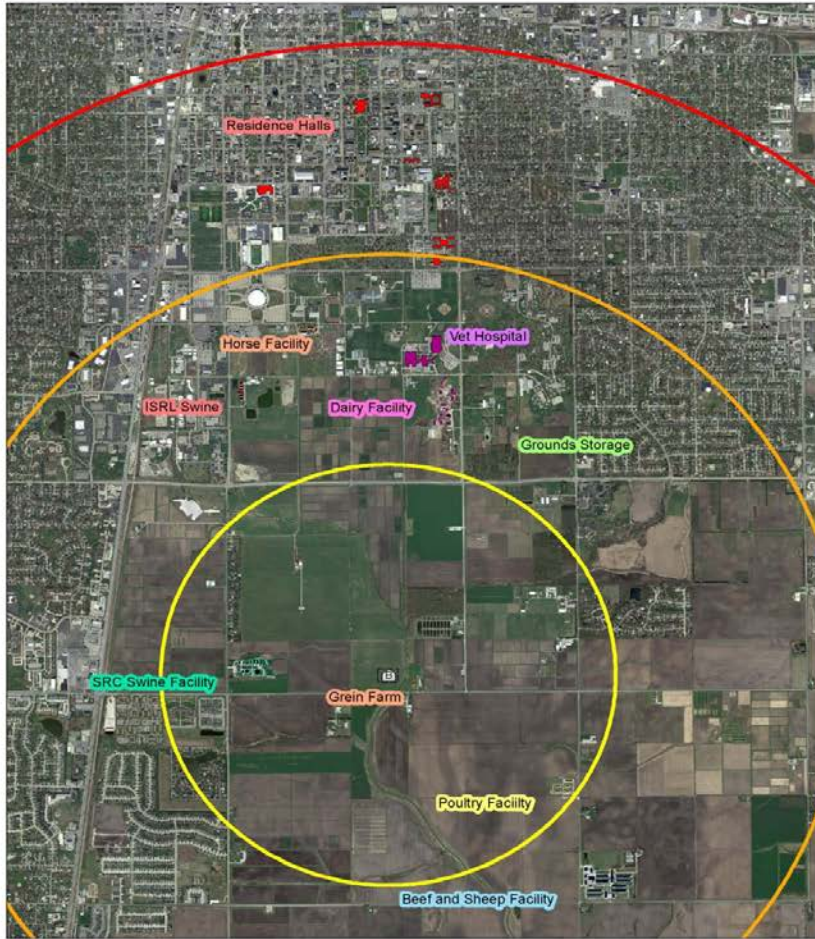 Residence Halls
Horse Facility
Vet Hospital
ISRL Swine
Dairy Facility
Grounds Storage
SRC Swine Facility
B
Grein Farm
Poultry Faciilty
Beef and Sheep Facility